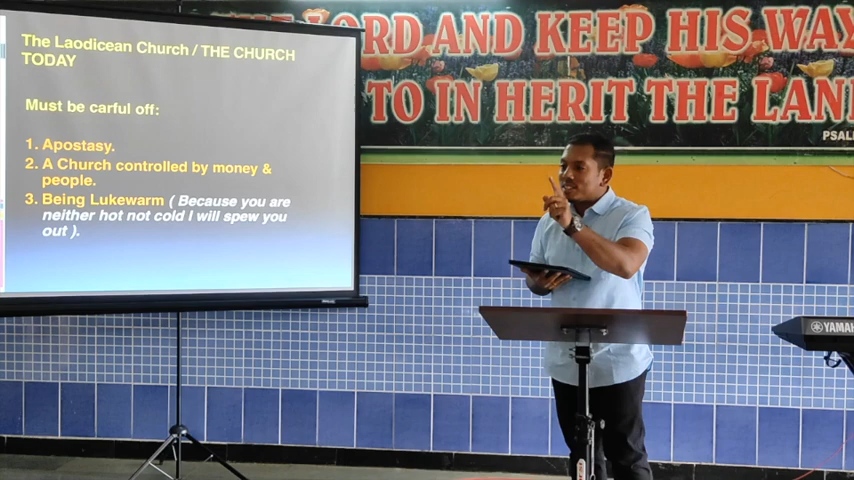 The Laodicean Church / THE CHURCH
TODAY
Must be carful off:
1. Apostasy.
2. A Church controlled by money &
people.
3. Being Lukewarm ( Because you are
neither hot not cold I will spew you
out ).
LORD AND KEEP HIS WAY
TO IN HERIT THE LAN
PSAL
YAMAH